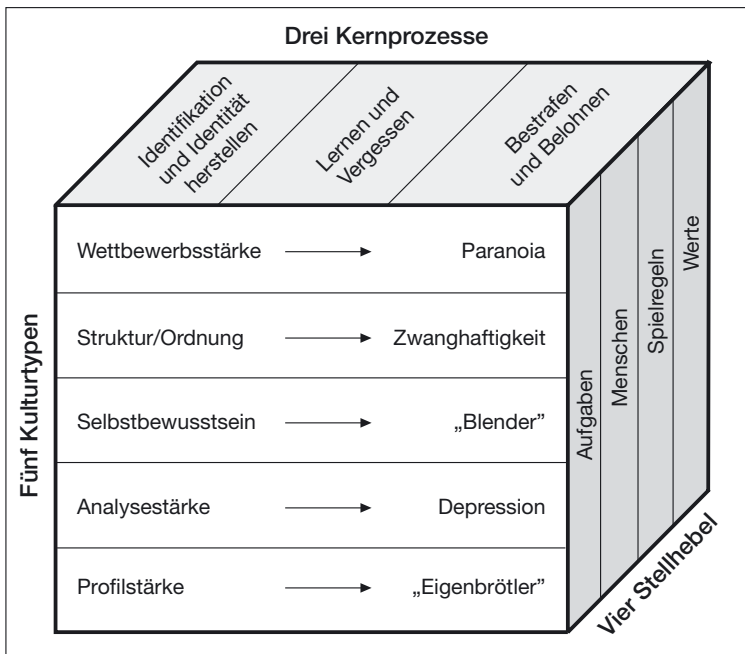 Drei Kernprozesse
Identifikation
und Identität
herstellen
Lernen und
Vergessen
Bestrafen
und Belohnen
Fünf Kulturtypen
Wettbewerbsstärke
Paranoia
Struktur/Ordnung
Zwanghaftigkeit
Selbstbewusstsein
„Blender”
Analysestärke
Depression
Profilstärke
„Eigenbrötler”
Aufgaben
Menschen
Spielregeln
Werte
Vier Stellhebel